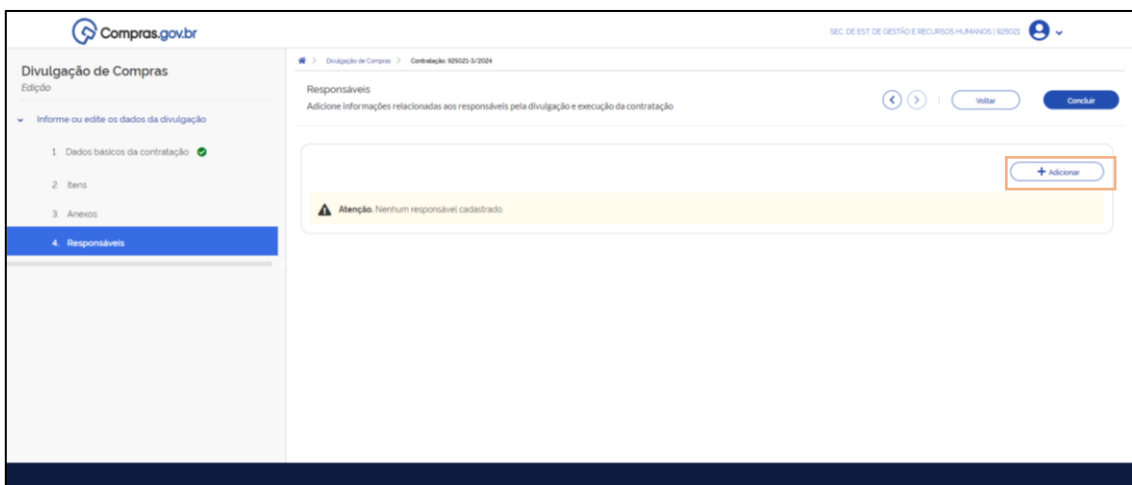 Compras.gov.br
SEC DE EST DE GESTÃO E RECURSOS HUMANOS | 925021
Divulgação de Compras
Edição
Informe ou edite os dados da divulgação
1. Dados básicos da contratação
2. Itens
3. Anexos
4. Responsáveis
Divulgação de Compras > Contratação: 925021-3/2024
Responsáveis
Adicione informações relacionadas aos responsáveis pela divulgação e execução da contratação
Voltar
Concluir
+ Adicionar
Atenção. Nenhum responsável cadastrado